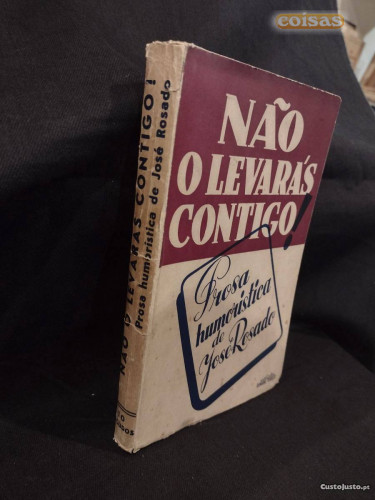 coisas
NÃO
O LEVARÁS
CONTIGO!
Prosa
humorística
de
José Rosado
NÃO O LEVARÁS CONTIGO!
Prosa humorística de José Rosado
CustoJusto.pt